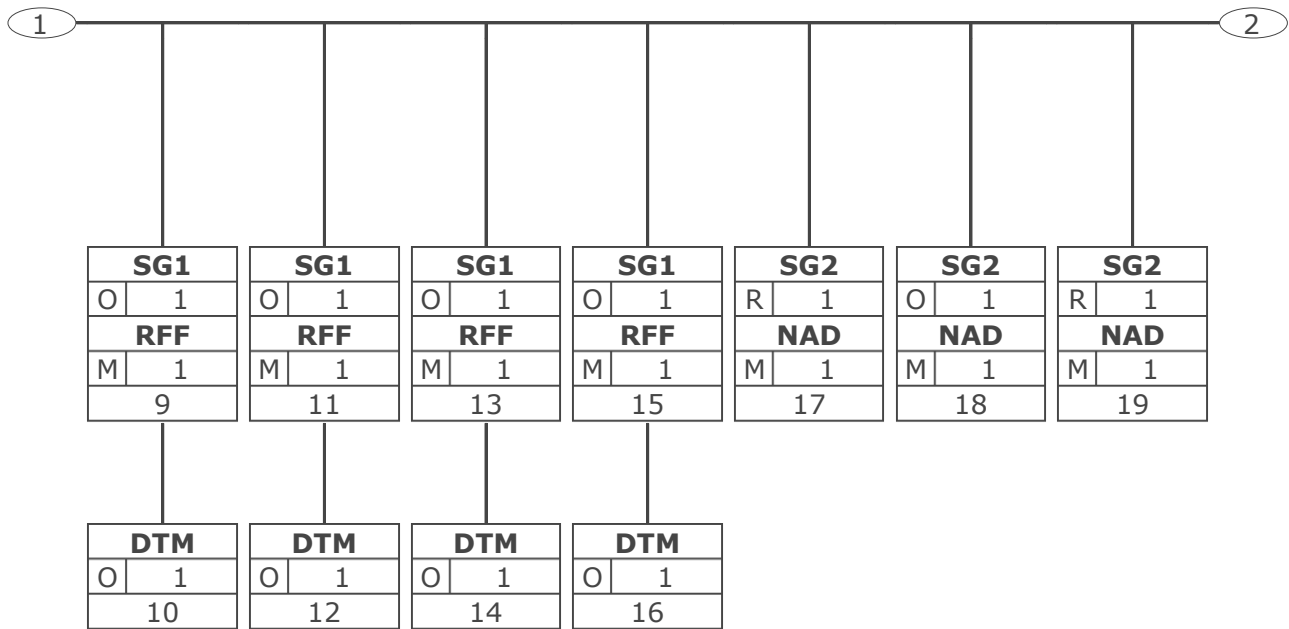 1 2
SG1 SG1 SG1 SG1 SG2 SG2 SG2
O 1 O 1 O 1 O 1 R 1 O 1 R 1
RFF RFF RFF RFF NAD NAD NAD
M 1 M 1 M 1 M 1 M 1 M 1 M 1
9 11 13 15 17 18 19
DTM DTM DTM DTM
O 1 O 1 O 1 O 1
10 12 14 16